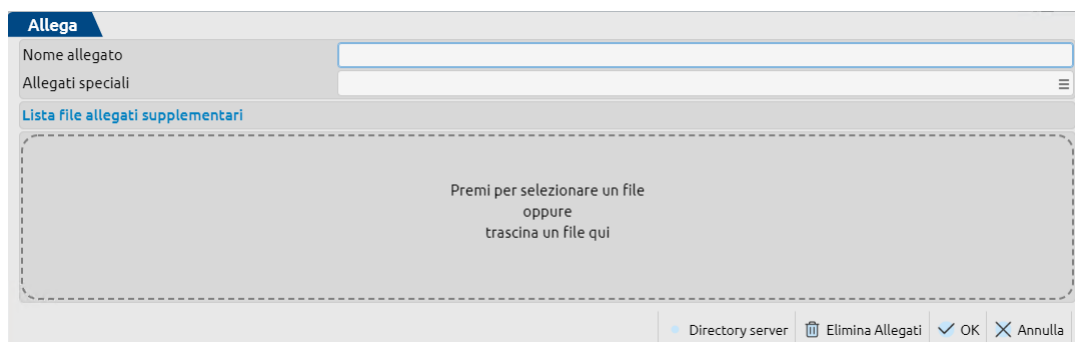 Allega
Nome allegato
Allegati speciali
Lista file allegati supplementari
Premi per selezionare un file
oppure
trascina un file qui
Directory server Elimina Allegati OK Annulla